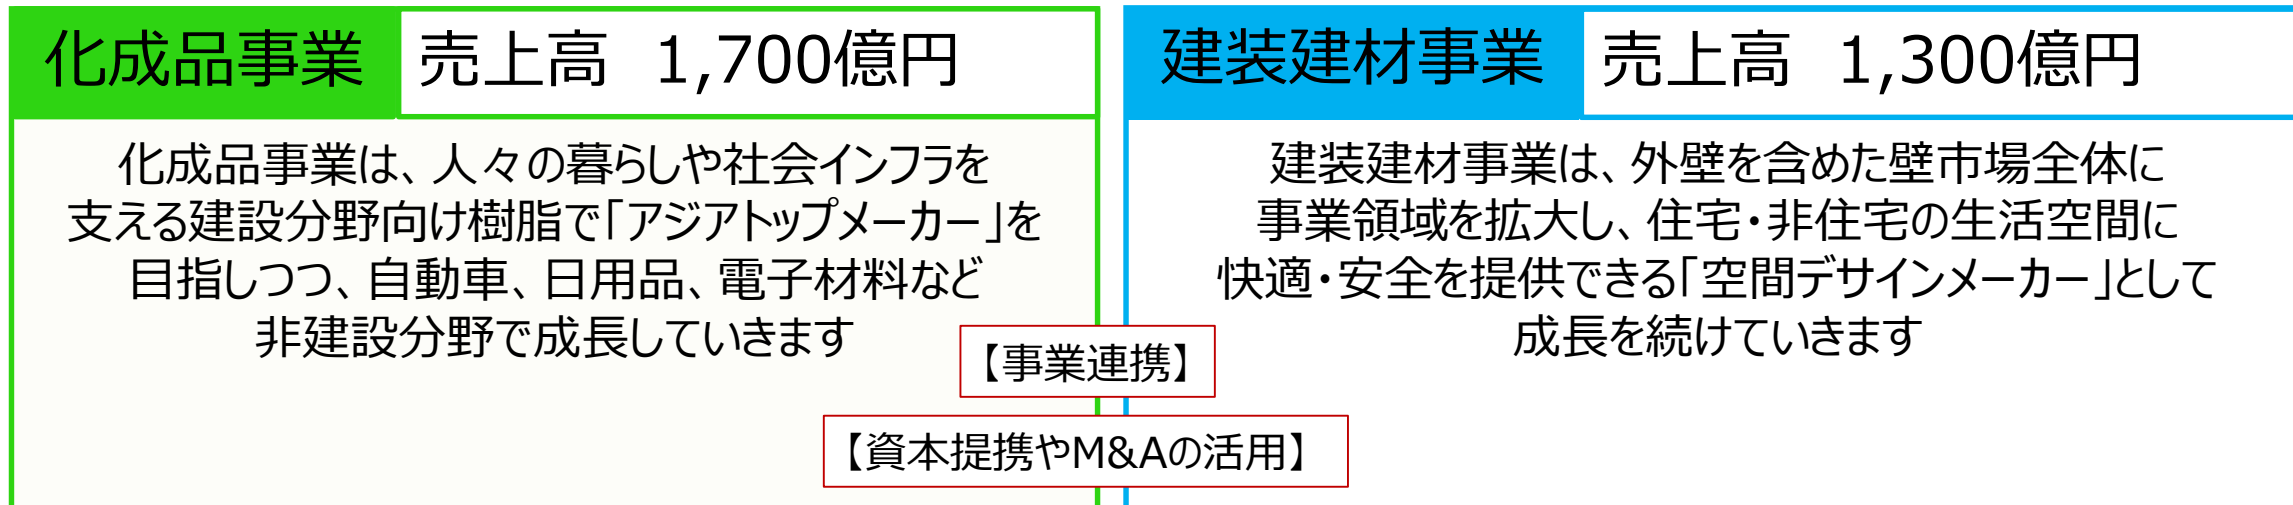 化成品事業 売上高 1,700億円
化成品事業は、人々の暮らしや社会インフラを
支える建設分野向け樹脂で「アジアトップメーカー」を
目指しつつ、自動車、日用品、電子材料など
非建設分野で成長していきます
建装建材事業 売上高 1,300億円
建装建材事業は、外壁を含めた壁市場全体に
事業領域を拡大し、住宅・非住宅の生活空間に
快適・安全を提供できる「空間デザインメーカー」として
成長を続けていきます
【事業連携】
【資本提携やM&Aの活用】